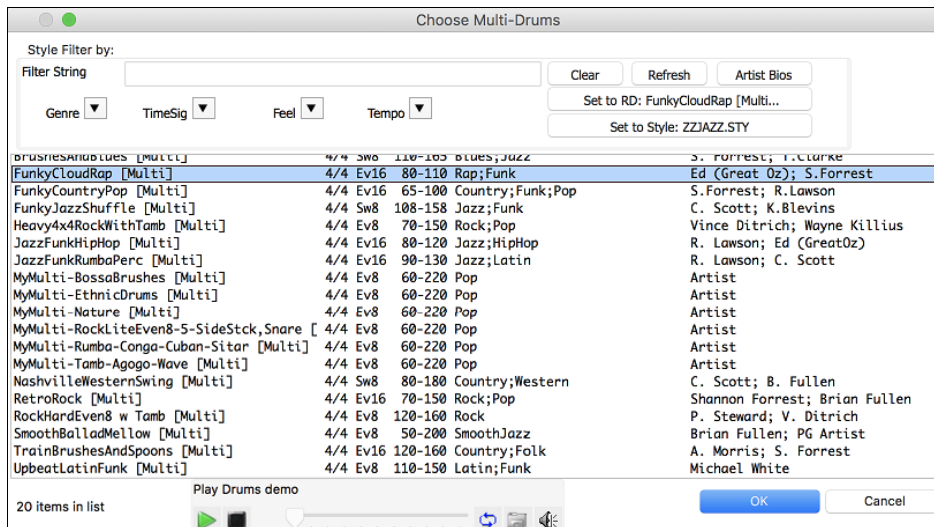 Choose Multi-Drums
Style Filter by:
Filter String Clear Refresh Artist Bios
Genre TimeSig Feel Tempo Set to RD: FunkyCloudRap [Multi...
Set to Style: ZZJAZZ.STY
BrushesAndBlues [Multi] 4/4 Sw8 110-165 Blues;Jazz S. Forrest; T.Clarke
FunkyCloudRap [Multi] 4/4 Ev16 80-110 Rap;Funk Ed (Great Oz); S.Forrest
FunkyCountryPop [Multi] 4/4 Ev16 65-100 Country;Funk;Pop S.Forrest; R.Lawson
FunkyJazzShuffle [Multi] 4/4 Sw8 108-158 Jazz;Funk C. Scott; K.Blevins
Heavy4x4RockWithTamb [Multi] 4/4 Ev8 70-150 Rock;Pop Vince Ditrich; Wayne Killius
JazzFunkHipHop [Multi] 4/4 Ev16 80-120 Jazz;HipHop R. Lawson; Ed (GreatOz)
JazzFunkRumbaPerc [Multi] 4/4 Ev16 90-130 Jazz;Latin R. Lawson; C. Scott
MyMulti-BossaBrushes [Multi] 4/4 Ev8 60-220 Pop Artist
MyMulti-EthnicDrums [Multi] 4/4 Ev8 60-220 Pop Artist
MyMulti-Nature [Multi] 4/4 Ev8 60-220 Pop Artist
MyMulti-RockLiteEven8-5-SideStck,Snare [ 4/4 Ev8 60-220 Pop Artist
MyMulti-Rumba-Conga-Cuban-Sitar [Multi] 4/4 Ev8 60-220 Pop Artist
MyMulti-Tamb-Agogo-Wave [Multi] 4/4 Ev8 60-220 Pop Artist
NashvilleWesternSwing [Multi] 4/4 Sw8 80-180 Country;Western C. Scott; B. Fullen
RetroRock [Multi] 4/4 Ev16 70-150 Rock;Pop Shannon Forrest; Brian Fullen
RockHardEven8 w Tamb [Multi] 4/4 Ev8 120-160 Rock P. Steward; V. Ditrich
SmoothBalladMellow [Multi] 4/4 Ev8 50-200 SmoothJazz Brian Fullen; PG Artist
TrainBrushesAndSpoons [Multi] 4/4 Ev16 120-160 Country;Folk A. Morris; S. Forrest
UpbeatLatinFunk [Multi] 4/4 Ev8 110-150 Latin;Funk Michael White
Play Drums demo
20 items in list OK Cancel